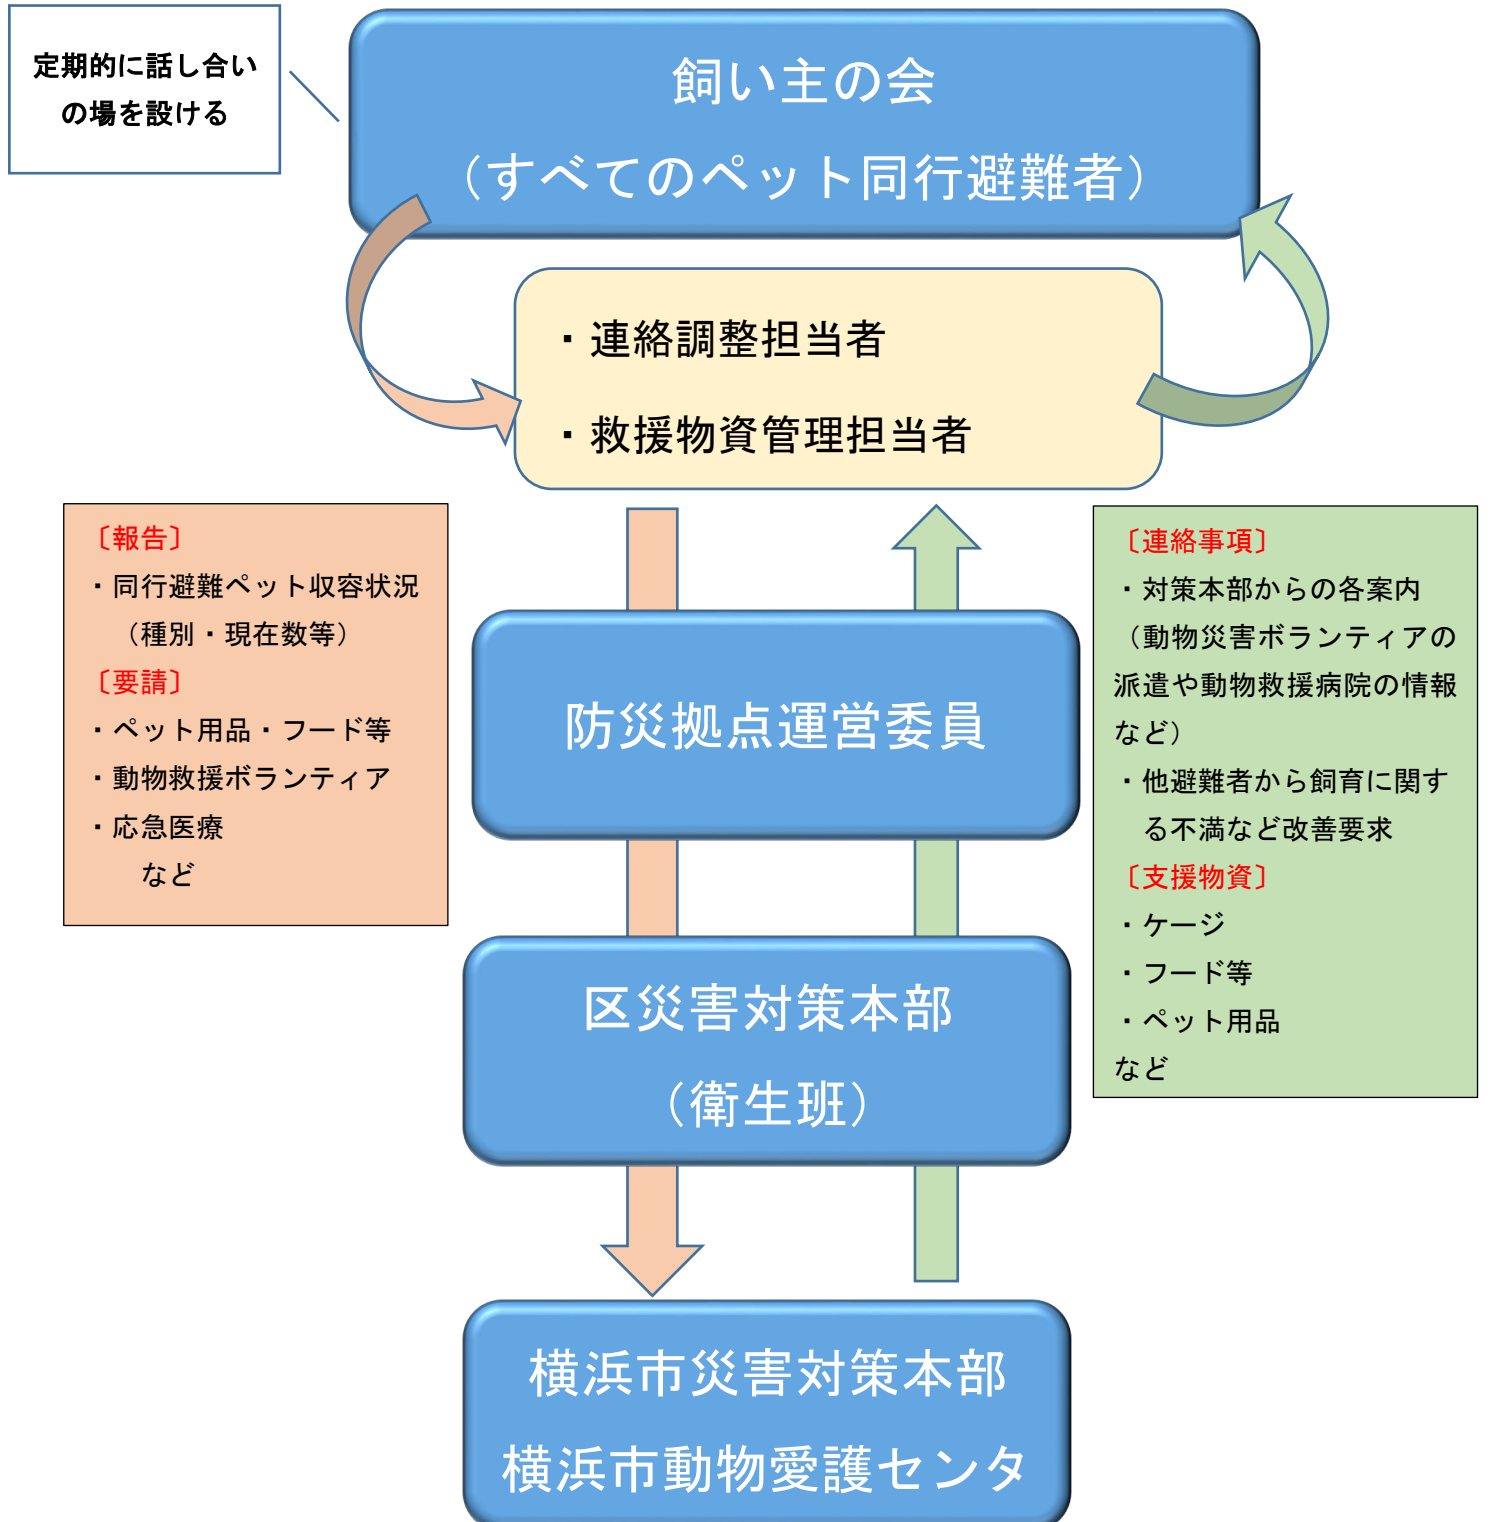 定期的に話し合い
の場を設ける
飼い主の会
（すべてのペット同行避難者）
・連絡調整担当者
・救援物資管理担当者
〔報告〕
・同行避難ペット収容状況
（種別・現在数等）
〔要請〕
・ペット用品・フード等
・動物救援ボランティア
・応急医療
など
〔連絡事項〕
・対策本部からの各案内
（動物災害ボランティアの
派遣や動物救援病院の情報
など）
・他避難者から飼育に関す
る不満など改善要求
〔支援物資〕
・ケージ
・フード等
・ペット用品
など
防災拠点運営委員
区災害対策本部
（衛生班）
横浜市災害対策本部
横浜市動物愛護センタ